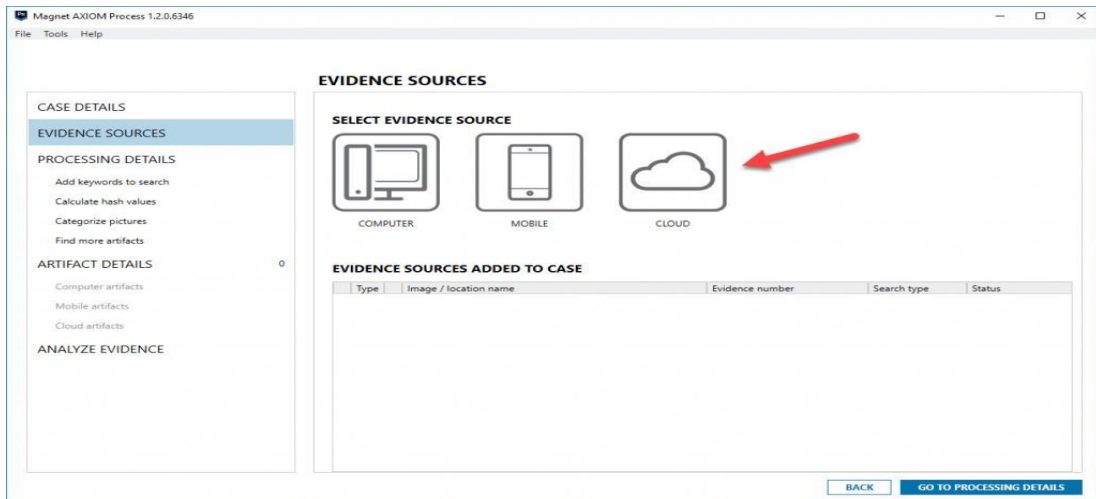 Magnet AXIOM Process 1.2.0.6346
File Tools Help
EVIDENCE SOURCES
CASE DETAILS
EVIDENCE SOURCES
PROCESSING DETAILS
Add keywords to search
Calculate hash values
Categorize pictures
Find more artifacts
ARTIFACT DETAILS 0
Computer artifacts
Mobile artifacts
Cloud artifacts
ANALYZE EVIDENCE
SELECT EVIDENCE SOURCE
COMPUTER MOBILE CLOUD
EVIDENCE SOURCES ADDED TO CASE
Type Image / location name Evidence number Search type Status
BACK GO TO PROCESSING DETAILS